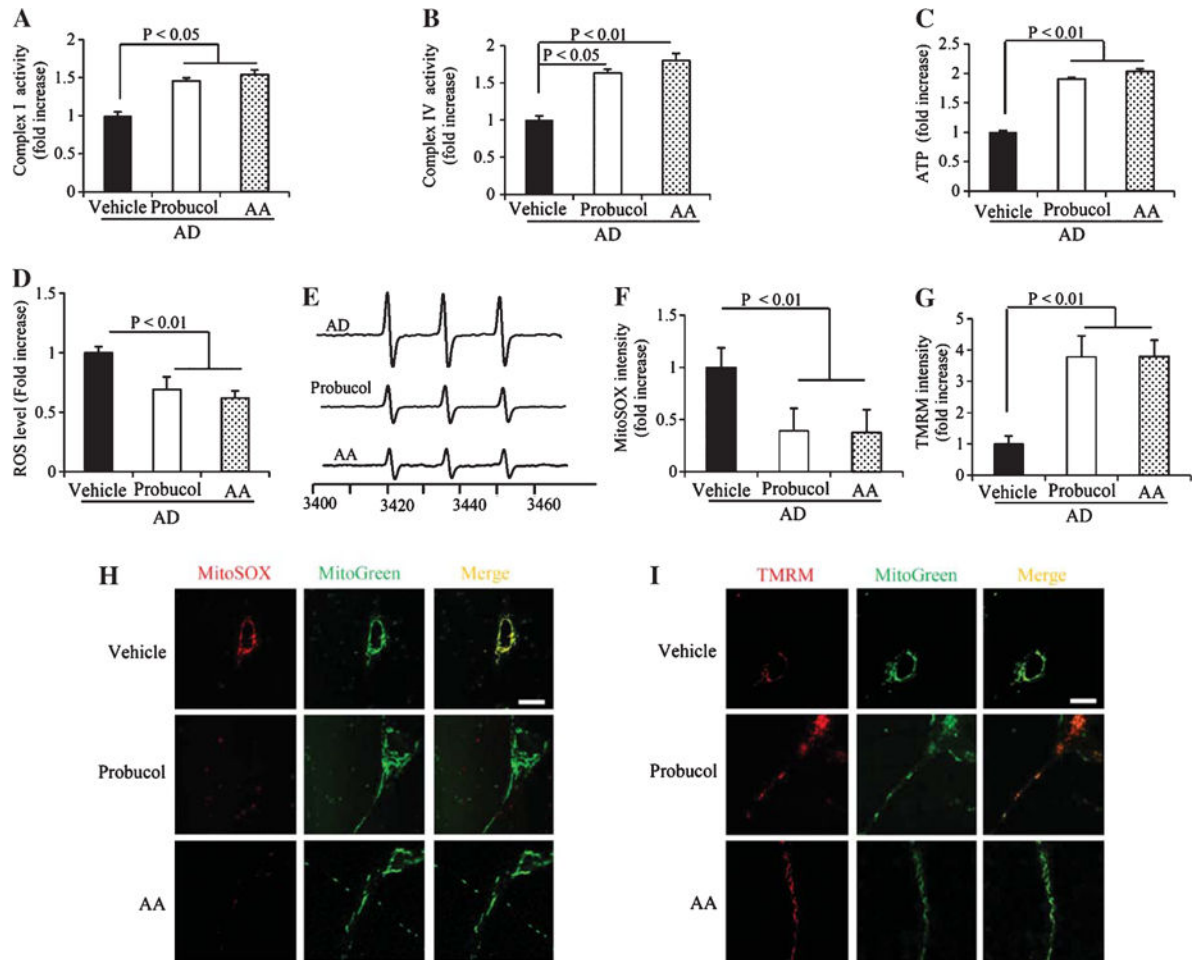 A
Complex I activity
(fold increase)
2
1.5
1
0.5
0
P < 0.05
Vehicle Probucol AA
AD
B
Complex IV activity
(fold increase)
2
1.5
1
0.5
0
P < 0.01
P < 0.05
Vehicle Probucol AA
AD
C
ATP (fold increase)
2.5
2
1.5
1
0.5
0
P < 0.01
Vehicle Probucol AA
AD
D
ROS level (Fold increase)
1.5
1
0.5
0
P < 0.01
Vehicle Probucol AA
AD
E
AD
Probucol
AA
3400 3420 3440 3460
F
MitoSOX intensity
(fold increase)
1.5
1
0.5
0
P < 0.01
Vehicle Probucol AA
AD
G
TMRM intensity
(fold increase)
5
4
3
2
1
0
P < 0.01
Vehicle Probucol AA
AD
H
MitoSOX MitoGreen Merge
Vehicle
Probucol
AA
I
TMRM MitoGreen Merge
Vehicle
Probucol
AA